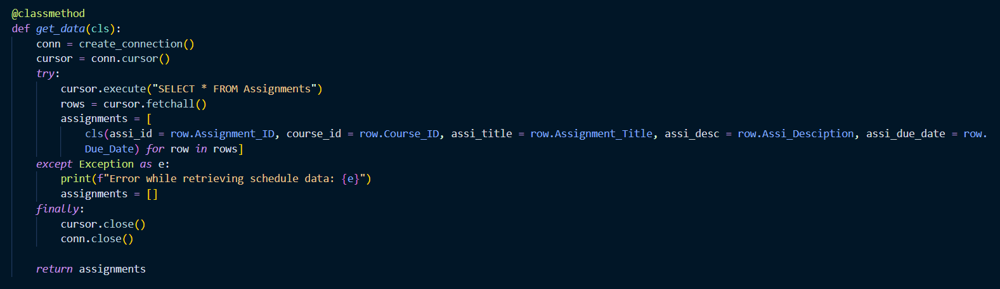 @classmethod
def get_data(cls):
    conn = create_connection()
    cursor = conn.cursor()
    try:
        cursor.execute("SELECT * FROM Assignments")
        rows = cursor.fetchall()
        assignments = [
            cls(assi_id = row.Assignment_ID, course_id = row.Course_ID, assi_title = row.Assignment_Title, assi_desc = row.Assi_Desciption, assi_due_date = row.
            Due_Date) for row in rows]
    except Exception as e:
        print(f"Error while retrieving schedule data: {e}")
        assignments = []
    finally:
        cursor.close()
        conn.close()
    return assignments